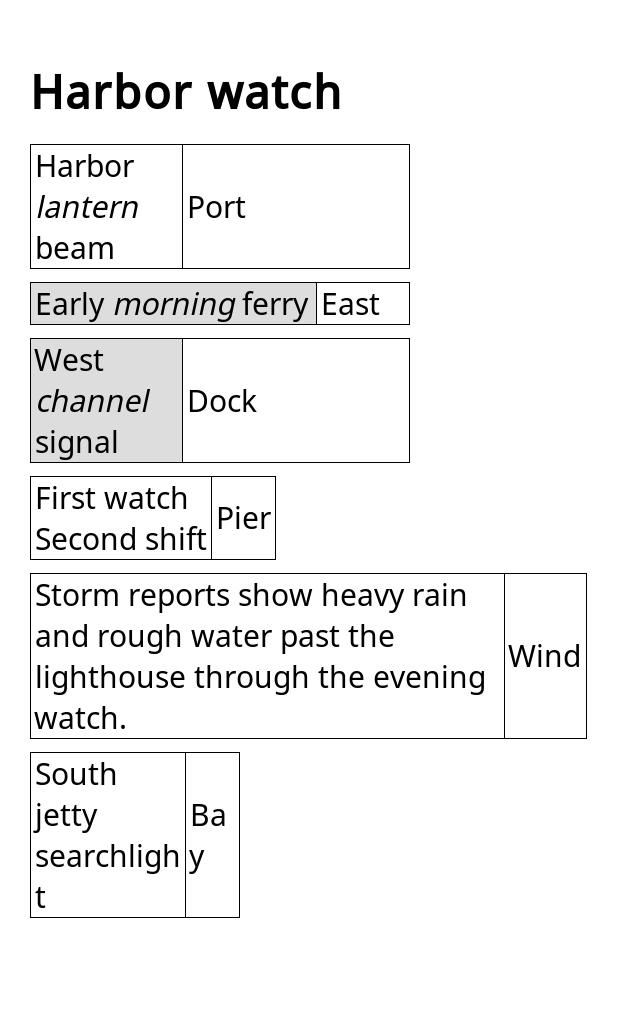 Harbor watch
Harbor
lantern
beam
Port
Early morning ferry
East
West
channel
signal
Dock
First watch
Second shift
Pier
Storm reports show heavy rain
and rough water past the
lighthouse through the evening
watch.
Wind
South
jetty
searchligh
t
Ba
y